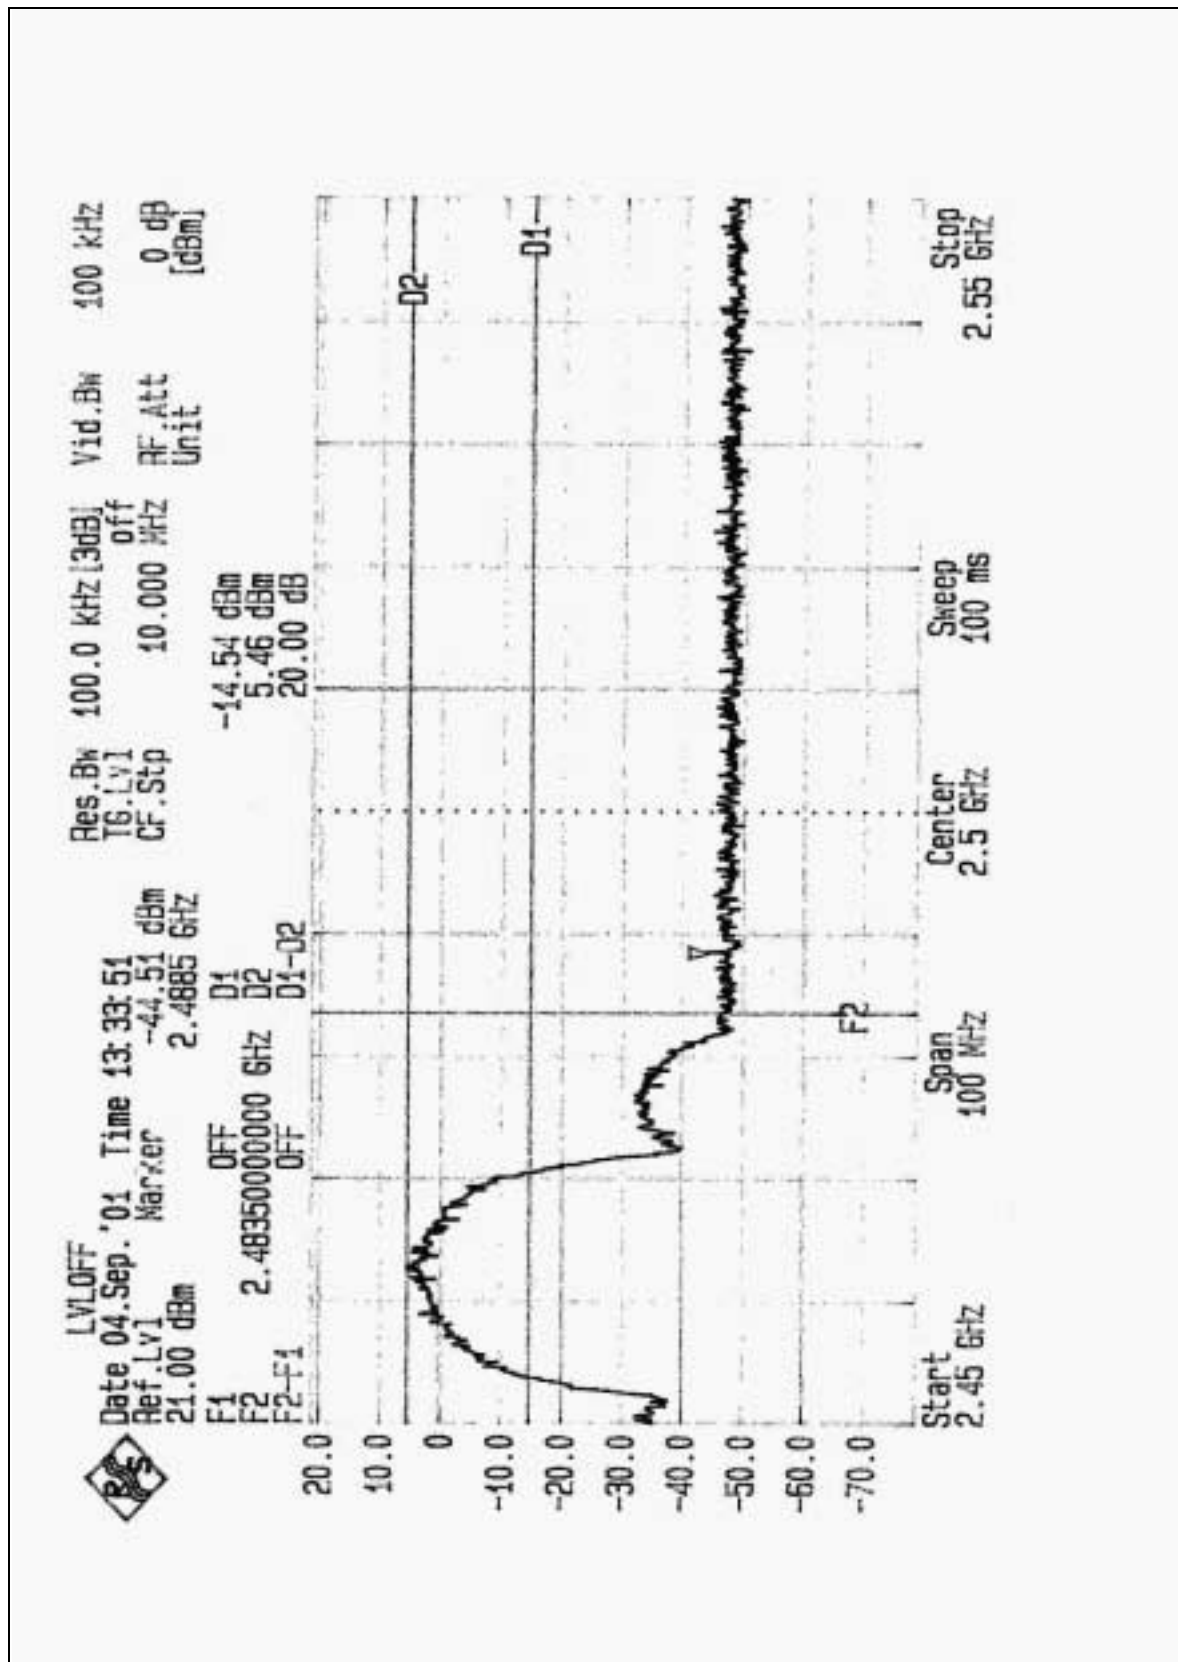 LVLOFF
Date 04.Sep.'01 Time 13:33:51
Ref.Lvl Marker -44.51 dBm
21.00 dBm 2.4885 GHz
Res.Bw 100.0 kHz[3dB] Vid.Bw 100 kHz
TG.Lvl off
CF.Stp 10.000 MHz RF.Att 0 dB
Unit [dBm]
F1 OFF D1 -14.54 dBm
F2 2.4835000000 GHz D2 5.46 dBm
F2-F1 OFF D1-D2 20.00 dB
20.0
10.0
0
-10.0
-20.0
-30.0
-40.0
-50.0
-60.0
-70.0
D2
D1
F2
Start
2.45 GHz
Span
100 MHz
Center
2.5 GHz
Sweep
100 ms
Stop
2.55 GHz
R S